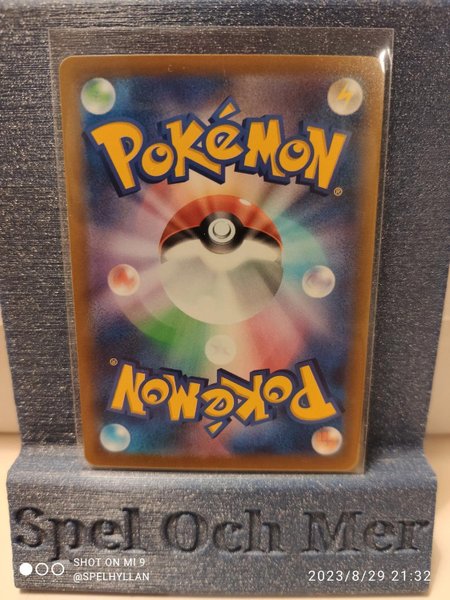 POKéMON®
POKéMON®
Spel Och Mer
SHOT ON MI 9
@SPELHYLLAN
2023/8/29 21:32